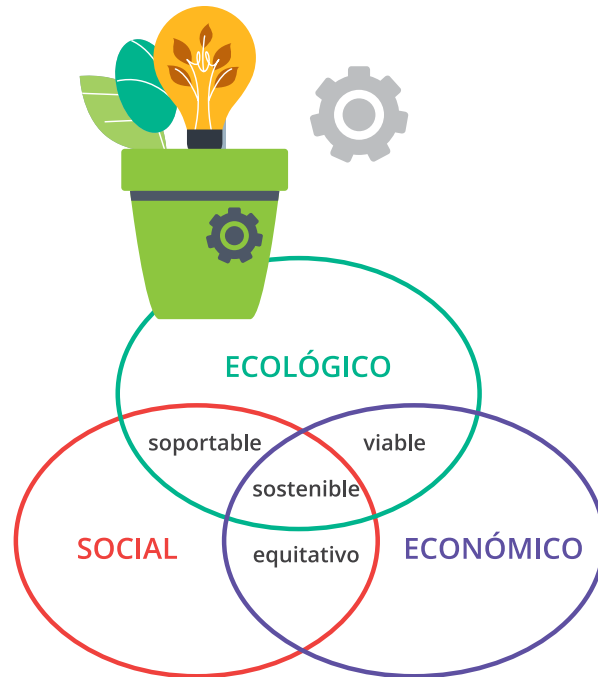 ECOLÓGICO
soportable
viable
sostenible
SOCIAL
equitativo
ECONÓMICO